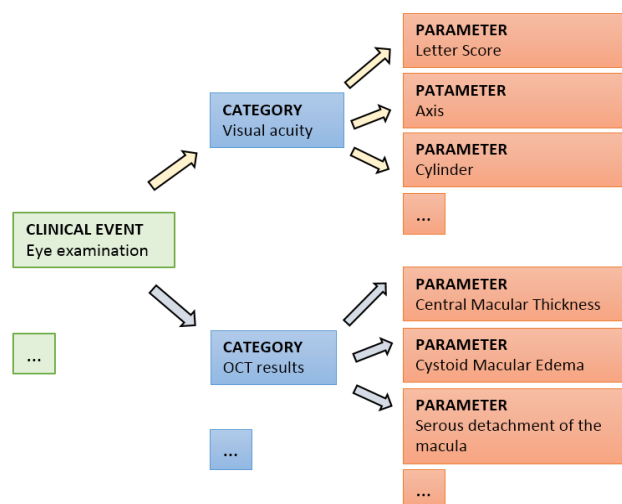 PARAMETER
Letter Score
PATAMETER
Axis
PARAMETER
Cylinder
...
CATEGORY
Visual acuity
CLINICAL EVENT
Eye examination
...
PARAMETER
Central Macular Thickness
PARAMETER
Cystoid Macular Edema
PARAMETER
Serous detachment of the
macula
...
CATEGORY
OCT results
...